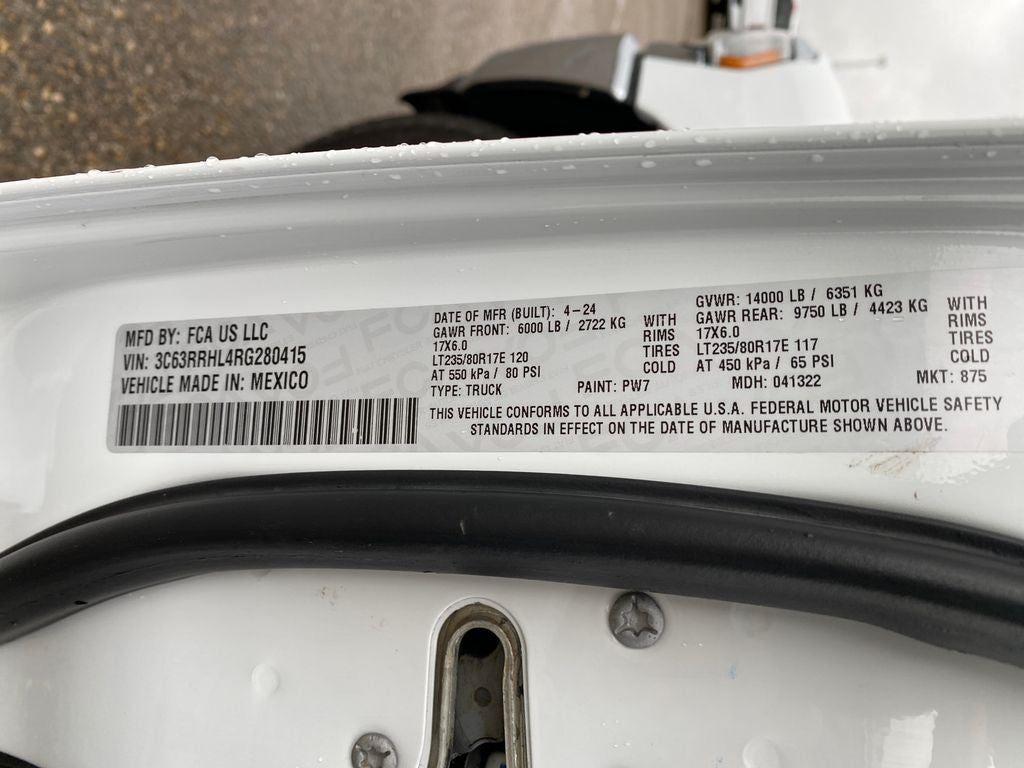 MFD BY: FCA US LLC
VIN: 3C63RRHL4RG280415
VEHICLE MADE IN: MEXICO
DATE OF MFR (BUILT): 4-24
GAWR FRONT: 6000 LB / 2722 KG WITH
17X6.0 RIMS
LT235/80R17E 120 TIRES
AT 550 kPa / 80 PSI COLD
GVWR: 14000 LB / 6351 KG
GAWR REAR: 9750 LB / 4423 KG WITH
17X6.0 RIMS
LT235/80R17E 117 TIRES
AT 450 kPa / 65 PSI COLD
TYPE: TRUCK PAINT: PW7 MDH: 041322 MKT: 875
THIS VEHICLE CONFORMS TO ALL APPLICABLE U.S.A. FEDERAL MOTOR VEHICLE SAFETY
STANDARDS IN EFFECT ON THE DATE OF MANUFACTURE SHOWN ABOVE.